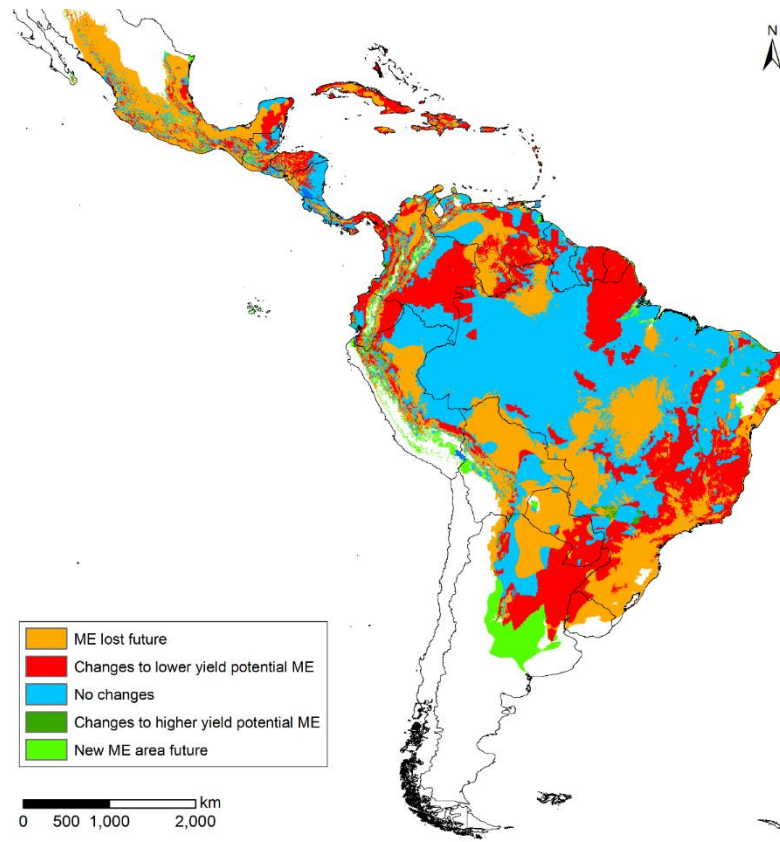 N
ME lost future
Changes to lower yield potential ME
No changes
Changes to higher yield potential ME
New ME area future
km
0 500 1,000 2,000